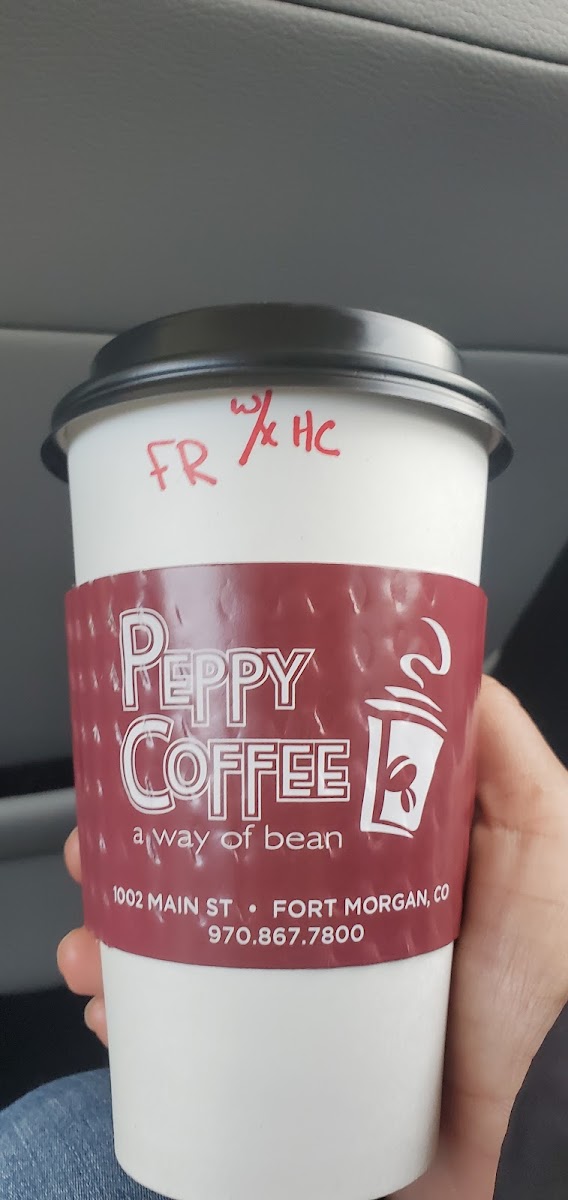 FR w/x HC
PEPPY
COFFEE
a way of bean
1002 MAIN ST • FORT MORGAN, CO
970.867.7800